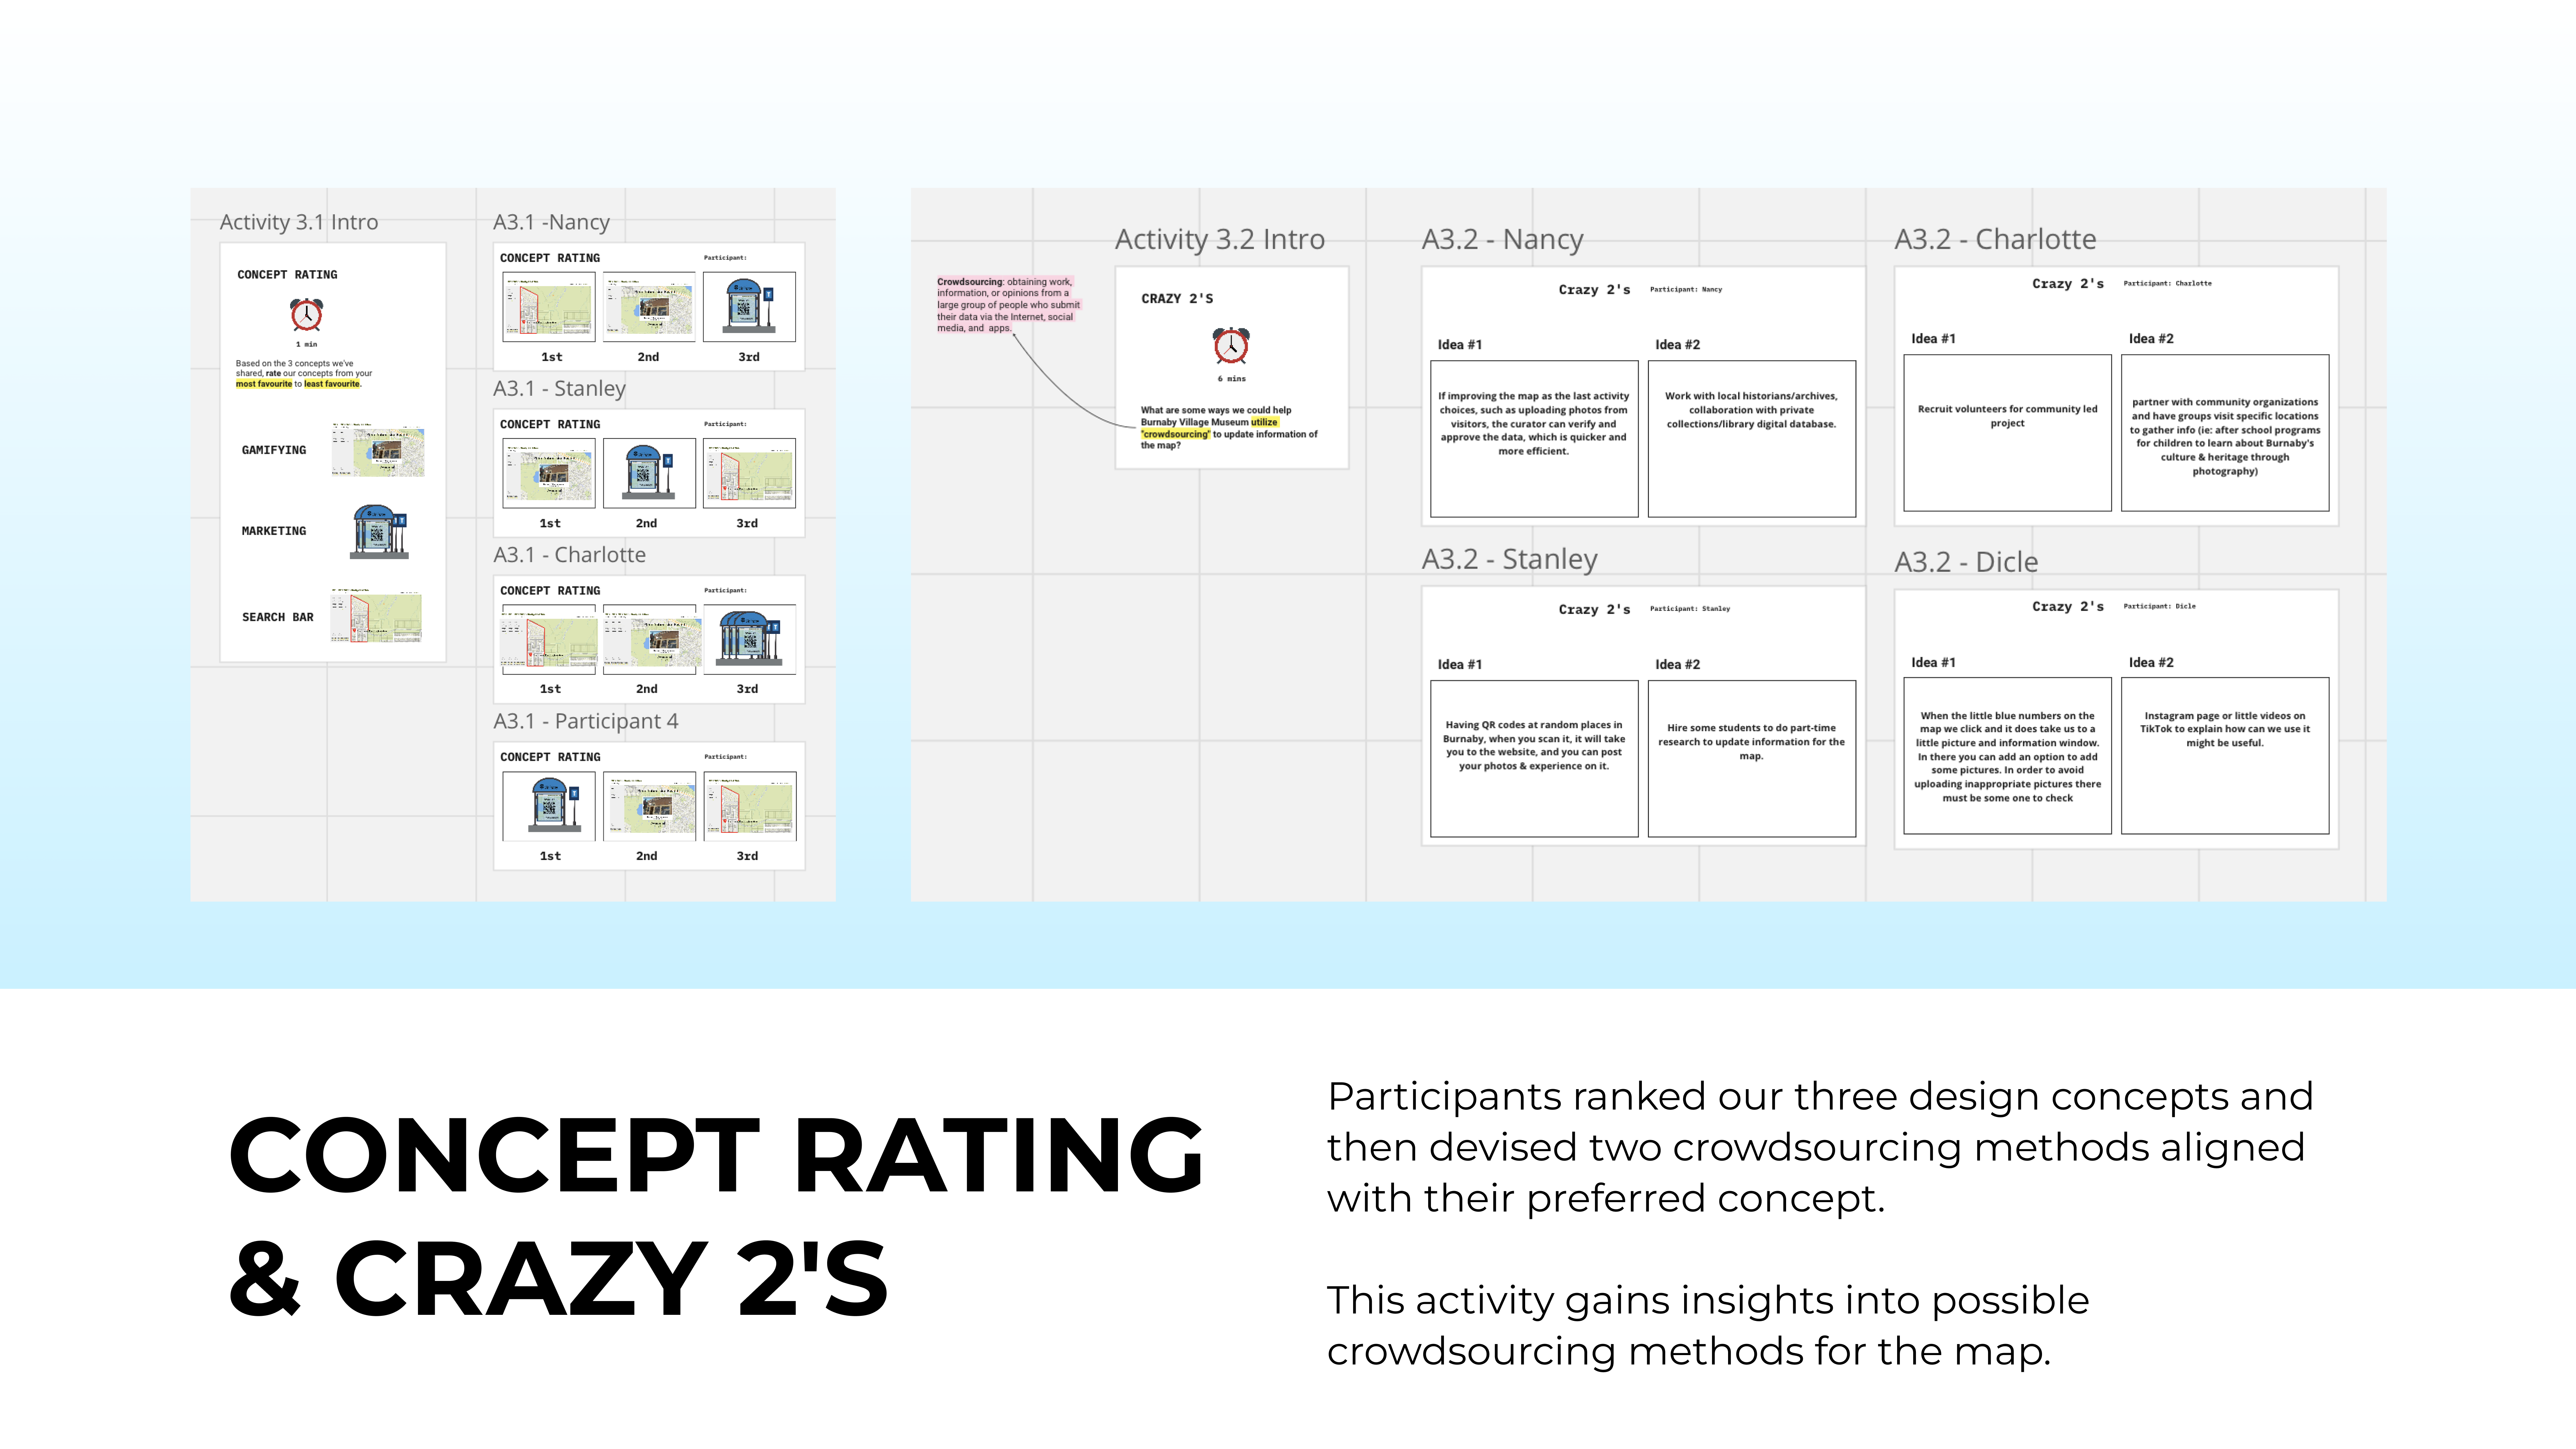 Activity 3.1 Intro
CONCEPT RATING
1 min
Based on the 3 concepts we've
shared, rate our concepts from your
most favourite to least favourite.
GAMIFYING
MARKETING
SEARCH BAR
A3.1 -Nancy
CONCEPT RATING
Participant:
1st
2nd
3rd
A3.1 - Stanley
CONCEPT RATING
Participant:
1st
2nd
3rd
A3.1 - Charlotte
CONCEPT RATING
Participant:
1st
2nd
3rd
A3.1 - Participant 4
CONCEPT RATING
Participant:
1st
2nd
3rd
Crowdsourcing: obtaining work,
information, or opinions from a
large group of people who submit
their data via the Internet, social
media, and apps.
Activity 3.2 Intro
CRAZY 2'S
6 mins
What are some ways we could help
Burnaby Village Museum utilize
"crowdsourcing" to update information of
the map?
A3.2 - Nancy
Crazy 2's
Participant: Nancy
Idea #1
If improving the map as the last activity
choices, such as uploading photos from
visitors, the curator can verify and
approve the data, which is quicker and
more efficient.
Idea #2
Work with local historians/archives,
collaboration with private
collections/library digital database.
A3.2 - Charlotte
Crazy 2's
Participant: Charlotte
Idea #1
Recruit volunteers for community led
project
Idea #2
partner with community organizations
and have groups visit specific locations
to gather info (ie: after school programs
for children to learn about Burnaby's
culture & heritage through
photography)
A3.2 - Stanley
Crazy 2's
Participant: Stanley
Idea #1
Having QR codes at random places in
Burnaby, when you scan it, it will take
you to the website, and you can post
your photos & experience on it.
Idea #2
Hire some students to do part-time
research to update information for the
map.
A3.2 - Dicle
Crazy 2's
Participant: Dicle
Idea #1
When the little blue numbers on the
map we click and it does take us to a
little picture and information window.
In there you can add an option to add
some pictures. In order to avoid
uploading inappropriate pictures there
must be some one to check
Idea #2
Instagram page or little videos on
TikTok to explain how can we use it
might be useful.
CONCEPT RATING
& CRAZY 2'S
Participants ranked our three design concepts and
then devised two crowdsourcing methods aligned
with their preferred concept.
This activity gains insights into possible
crowdsourcing methods for the map.